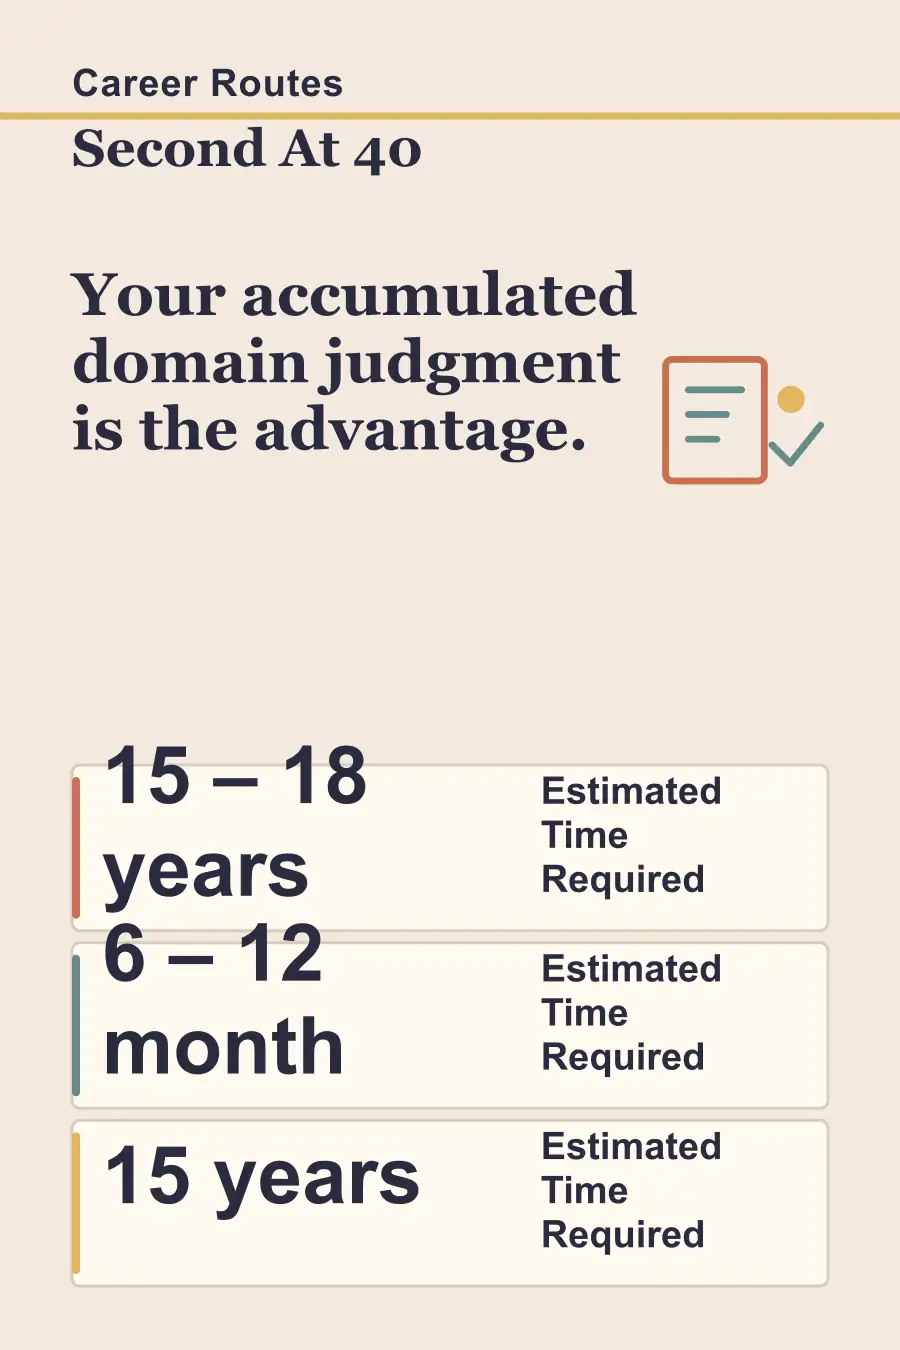 Career Routes
Second At 40
Your accumulated
domain judgment
is the advantage.
15 – 18
years
Estimated
Time
Required
6 – 12
month
Estimated
Time
Required
15 years
Estimated
Time
Required